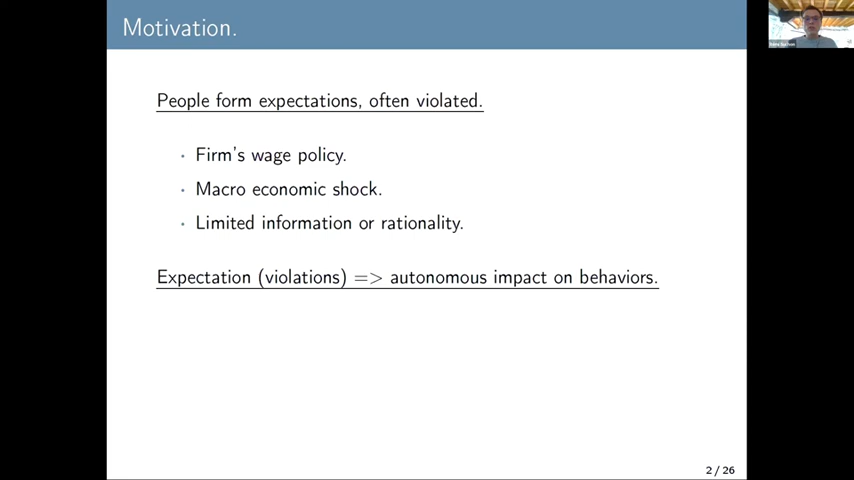 Motivation.
People form expectations, often violated.
· Firm's wage policy.
· Macro economic shock.
· Limited information or rationality.
Expectation (violations) => autonomous impact on behaviors.
2 / 26